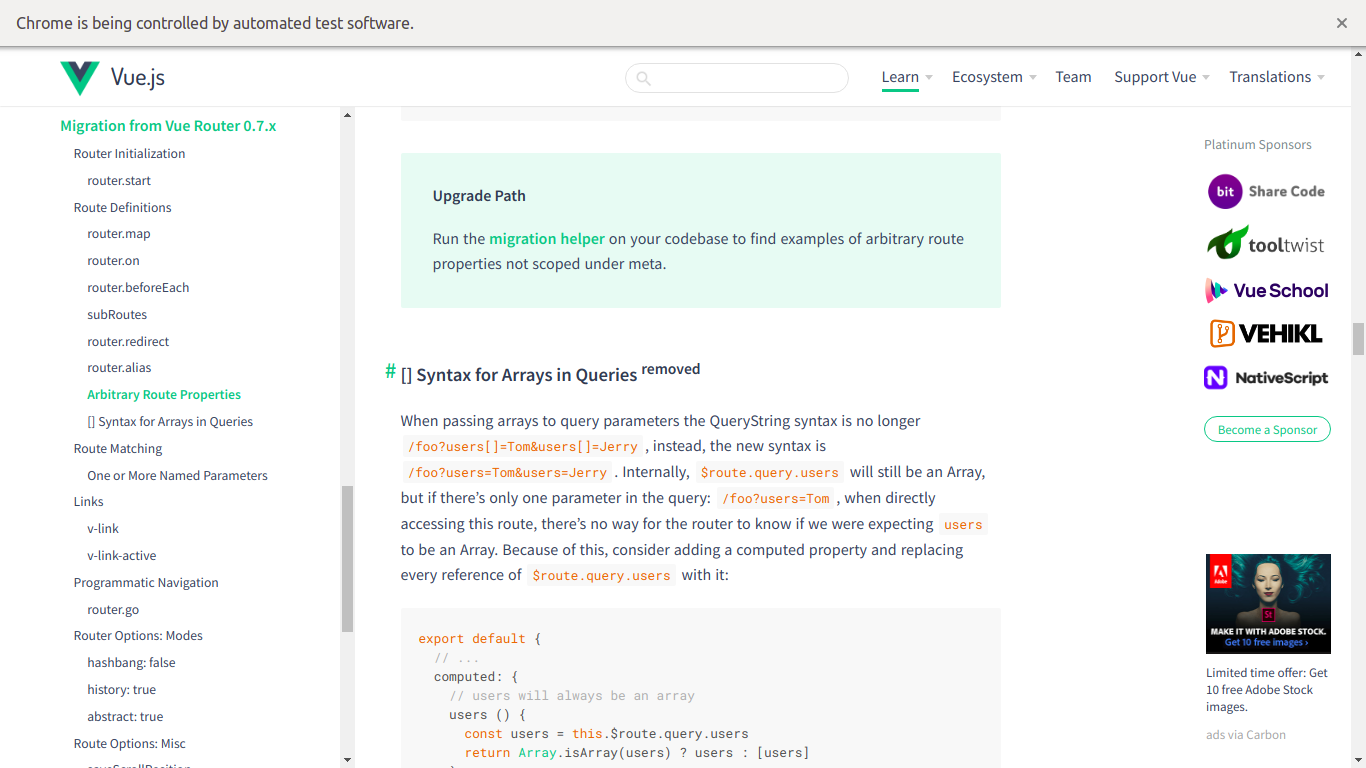 Chrome is being controlled by automated test software.
Vue.js
Learn
Ecosystem
Team
Support Vue
Translations
Migration from Vue Router 0.7.x
Router Initialization
router.start
Route Definitions
router.map
router.on
router.beforeEach
subRoutes
router.redirect
router.alias
Arbitrary Route Properties
[] Syntax for Arrays in Queries
Route Matching
One or More Named Parameters
Links
v-link
v-link-active
Programmatic Navigation
router.go
Router Options: Modes
hashbang: false
history: true
abstract: true
Route Options: Misc
saveScrollPosition
Upgrade Path
Run the migration helper on your codebase to find examples of arbitrary route
properties not scoped under meta.
# [] Syntax for Arrays in Queries removed
When passing arrays to query parameters the QueryString syntax is no longer
/foo?users[]=Tom&users[]=Jerry , instead, the new syntax is
/foo?users=Tom&users=Jerry . Internally, $route.query.users will still be an Array,
but if there’s only one parameter in the query: /foo?users=Tom , when directly
accessing this route, there’s no way for the router to know if we were expecting users
to be an Array. Because of this, consider adding a computed property and replacing
every reference of $route.query.users with it:
export default {
// ...
computed: {
// users will always be an array
users () {
const users = this.$route.query.users
return Array.isArray(users) ? users : [users]
}
Platinum Sponsors
bit Share Code
tooltwist
Vue School
VEHIKL
NativeScript
Become a Sponsor
Adobe
St
MAKE IT WITH ADOBE STOCK.
Get 10 free images ›
Limited time offer: Get
10 free Adobe Stock
images.
ads via Carbon